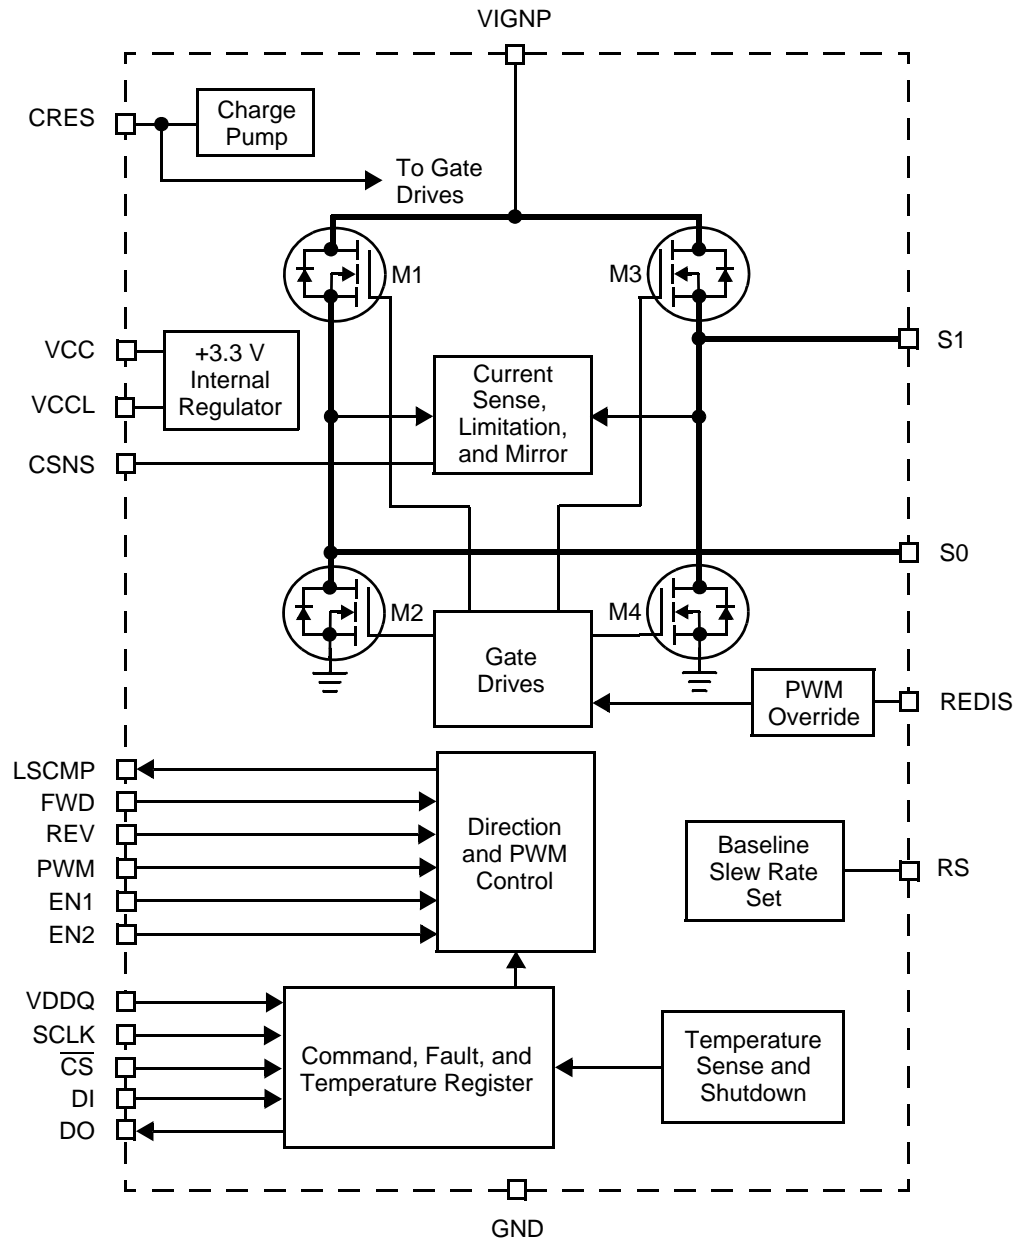 VIGNP
CRES
Charge
Pump
To Gate
Drives
M1
M3
VCC
+3.3 V
Internal
Regulator
VCCL
Current
Sense,
Limitation,
and Mirror
S1
CSNS
S0
M2
M4
Gate
Drives
PWM
Override
REDIS
LSCMP
FWD
REV
PWM
EN1
EN2
Direction
and PWM
Control
Baseline
Slew Rate
Set
RS
VDDQ
SCLK
C̅S̅
DI
DO
Command, Fault, and
Temperature Register
Temperature
Sense and
Shutdown
GND